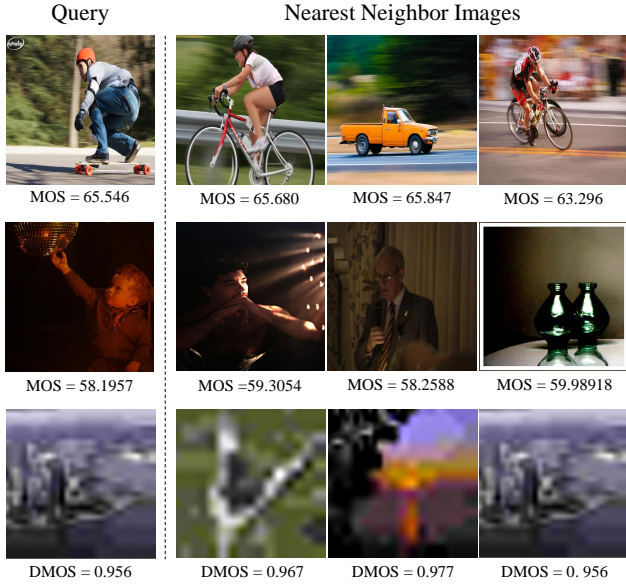 Query Nearest Neighbor Images
MOS = 65.546 MOS = 65.680 MOS = 65.847 MOS = 63.296
MOS = 58.1957 MOS =59.3054 MOS = 58.2588 MOS = 59.98918
DMOS = 0.956 DMOS = 0.967 DMOS = 0.977 DMOS = 0. 956